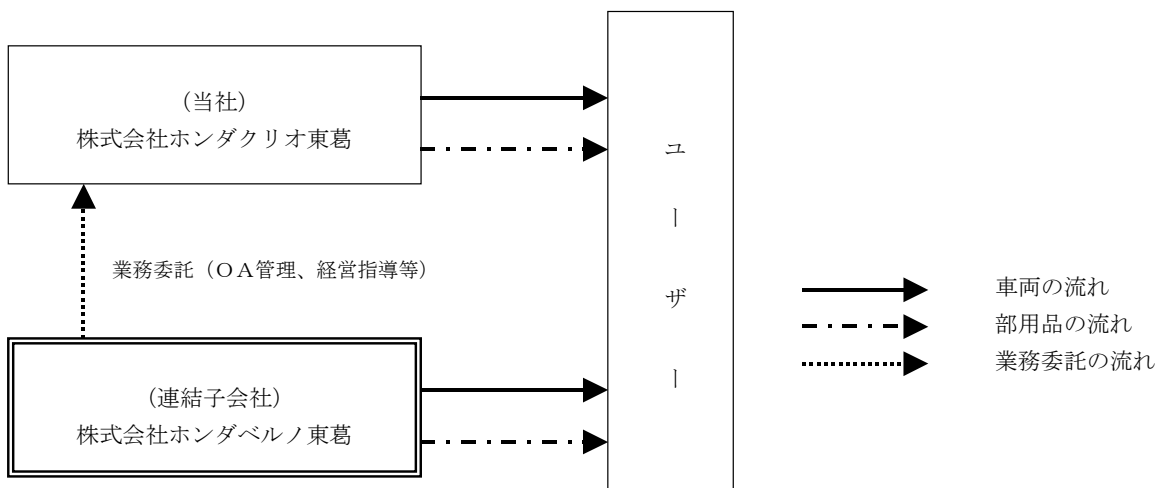 （当社）
株式会社ホンダクリオ東葛
ユーザー
業務委託（ＯＡ管理、経営指導等）
（連結子会社）
株式会社ホンダベルノ東葛
車両の流れ
部用品の流れ
業務委託の流れ